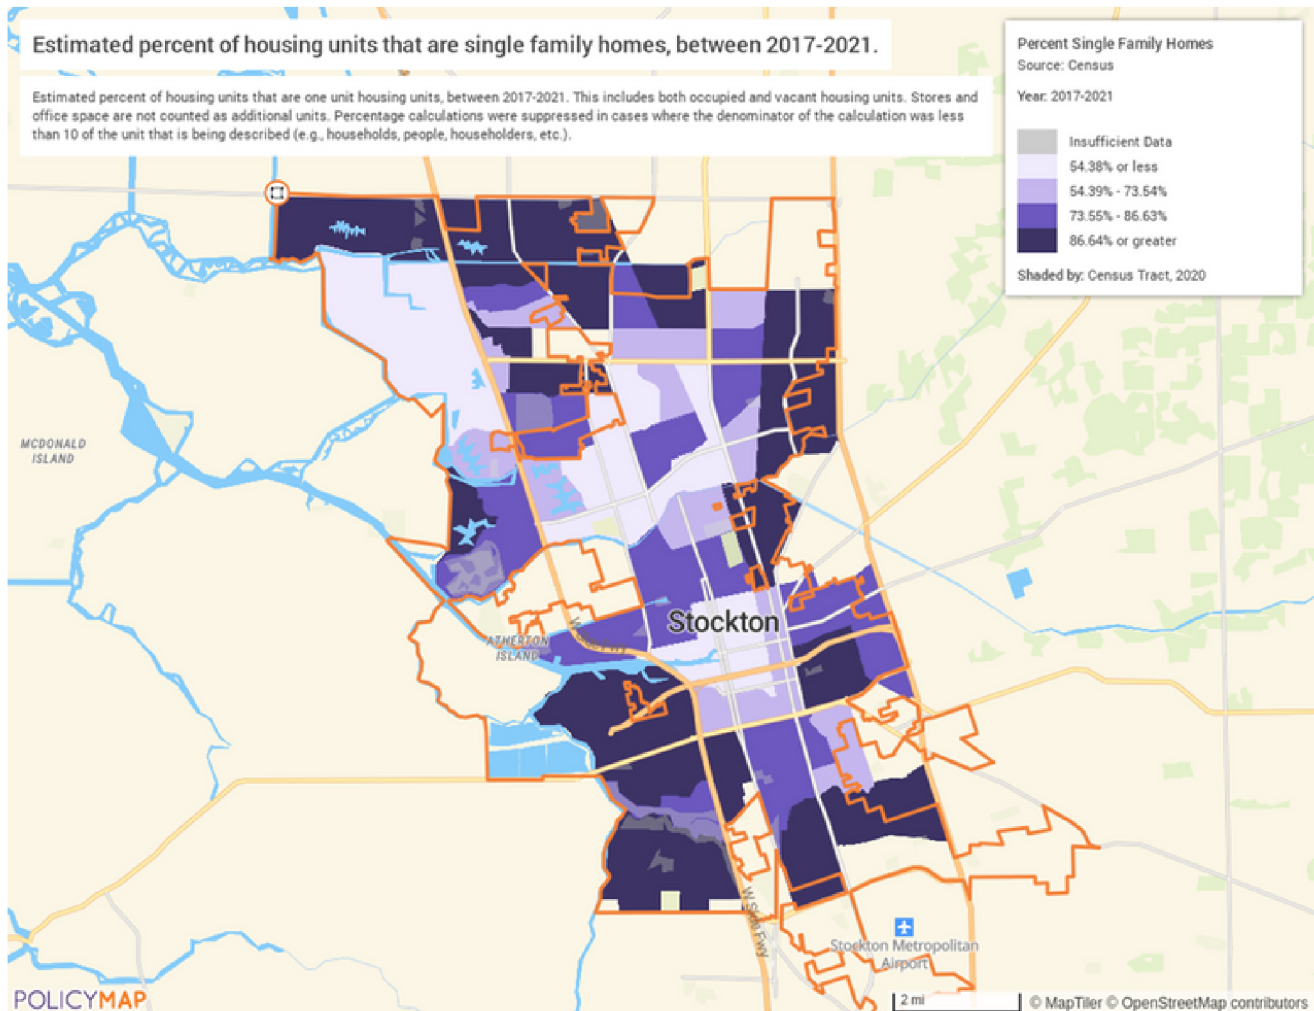 Estimated percent of housing units that are single family homes, between 2017-2021.
Estimated percent of housing units that are one unit housing units, between 2017-2021. This includes both occupied and vacant housing units. Stores and
office space are not counted as additional units. Percentage calculations were suppressed in cases where the denominator of the calculation was less
than 10 of the unit that is being described (e.g., households, people, householders, etc.).
Percent Single Family Homes
Source: Census
Year: 2017-2021
Insufficient Data
54.38% or less
54.39% - 73.54%
73.55% - 86.63%
86.64% or greater
Shaded by: Census Tract, 2020
MCDONALD
ISLAND
Stockton
ATHERTON
ISLAND
W Side Fwy
W Side Fwy
Stockton Metropolitan
Airport
POLICYMAP
2 mi
© MapTiler © OpenStreetMap contributors